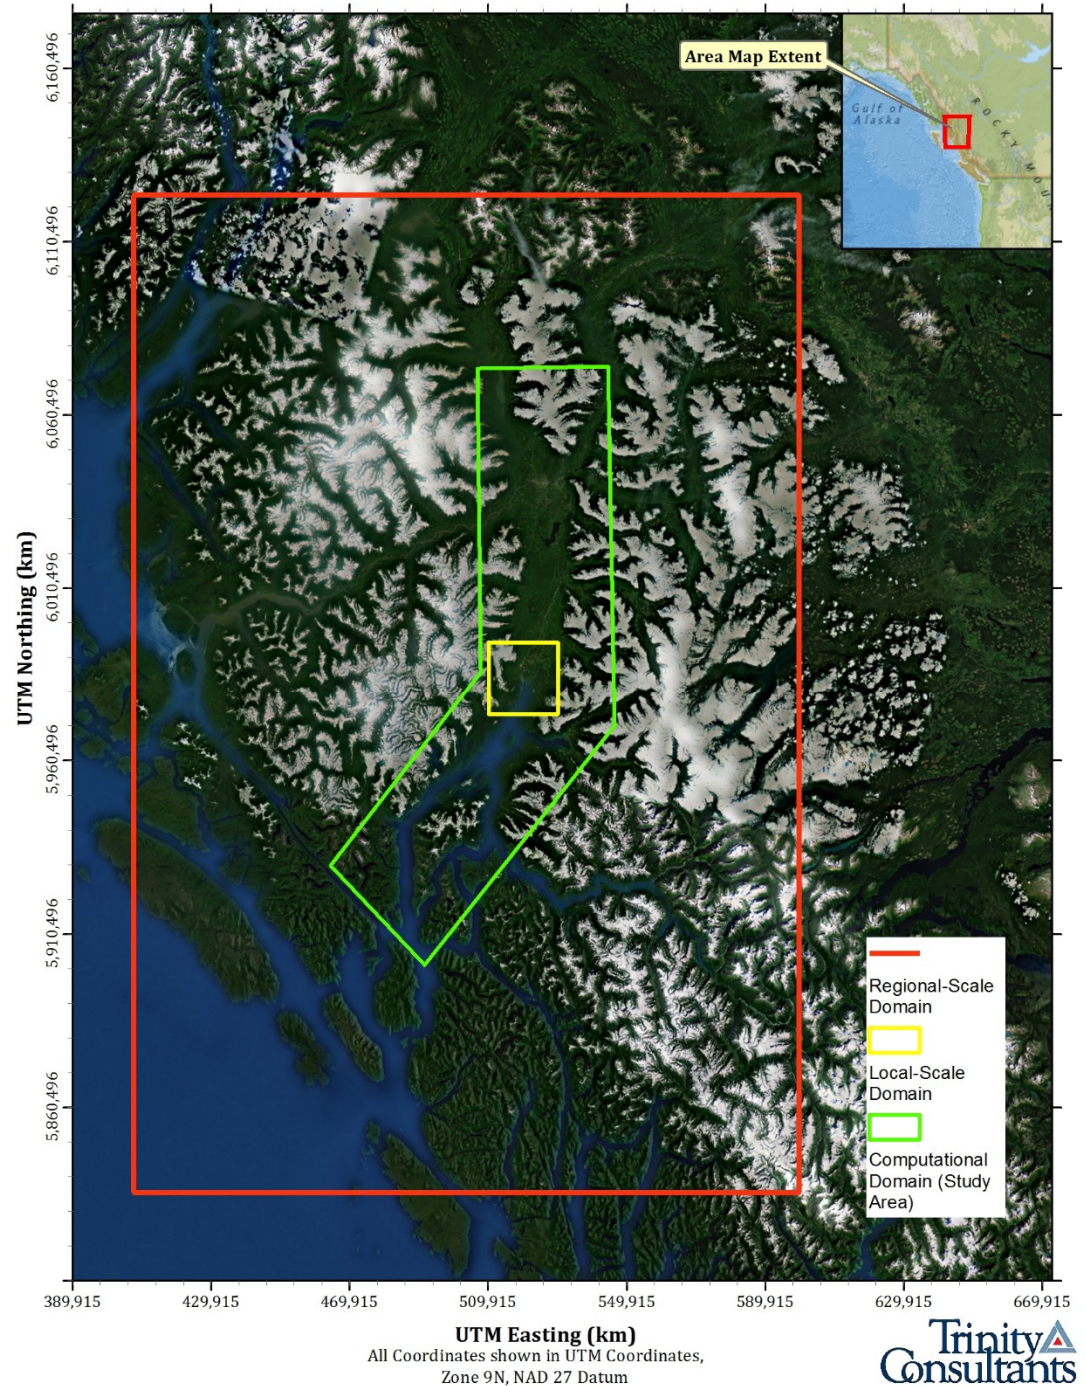 Area Map Extent
Gulf of
Alaska
ROCKY MOU
6,160,496
6,110,496
6,060,496
6,010,496
5,960,496
5,910,496
5,860,496
UTM Northing (km)
Regional-Scale
Domain
Local-Scale
Domain
Computational
Domain (Study
Area)
389,915 429,915 469,915 509,915 549,915 589,915 629,915 669,915
UTM Easting (km)
All Coordinates shown in UTM Coordinates,
Zone 9N, NAD 27 Datum
Trinity
Consultants